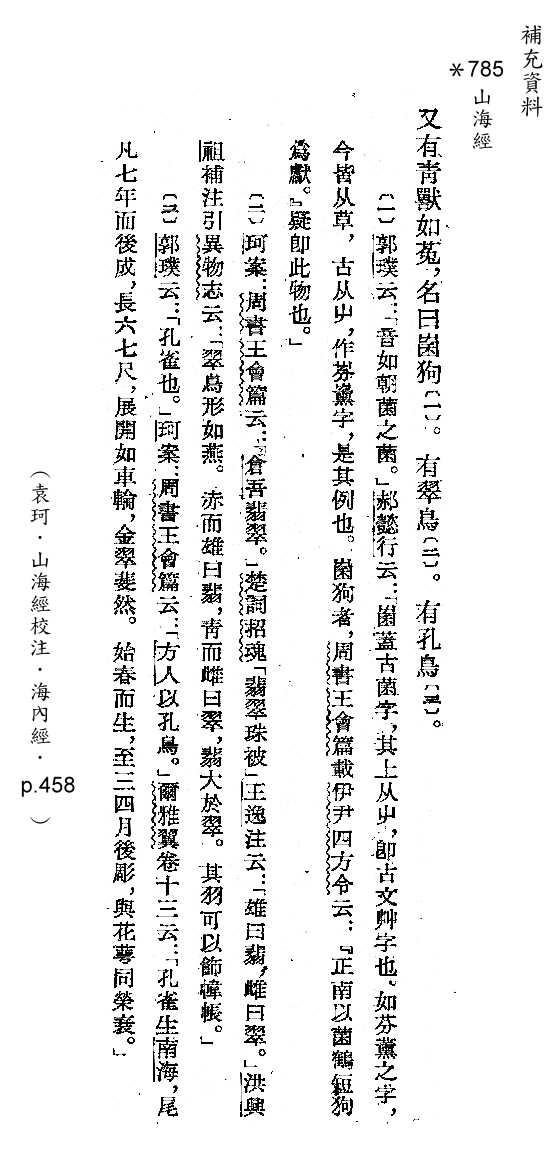 補充資料
＊785 山海經
又有靑獸如菟，名曰𡺇狗〔一〕。有翠鳥〔二〕。有孔鳥〔三〕。
〔一〕郭璞云：「音如朝菌之菌。」郝懿行云：「𡺇蓋古菌字，其上从屮，卽古文艸字也。如芬薰之字，
今皆从草，古从屮，作芬薰字，是其例也。𡺇狗者，周書王會篇載伊尹四方令云：『正南以菌鶴短狗
爲獻。』疑卽此物也。」
〔二〕珂案：周書王會篇云：「倉吾翡翠。」楚詞招魂「翡翠珠被」王逸注云：「雄曰翡，雌曰翠。」洪興
祖補注引異物志云：「翠鳥形如燕。赤而雄曰翡，靑而雌曰翠，翡大於翠。其羽可以飾幃帳。」
〔三〕郭璞云：「孔雀也。」珂案：周書王會篇云：「方人以孔鳥。」爾雅翼卷十三云：「孔雀生南海，尾
凡七年而後成，長六七尺，展開如車輪，金翠斐然。始春而生，至三四月後彫，與花蕚同榮衰。」
（袁珂．山海經校注．海內經．p.458）